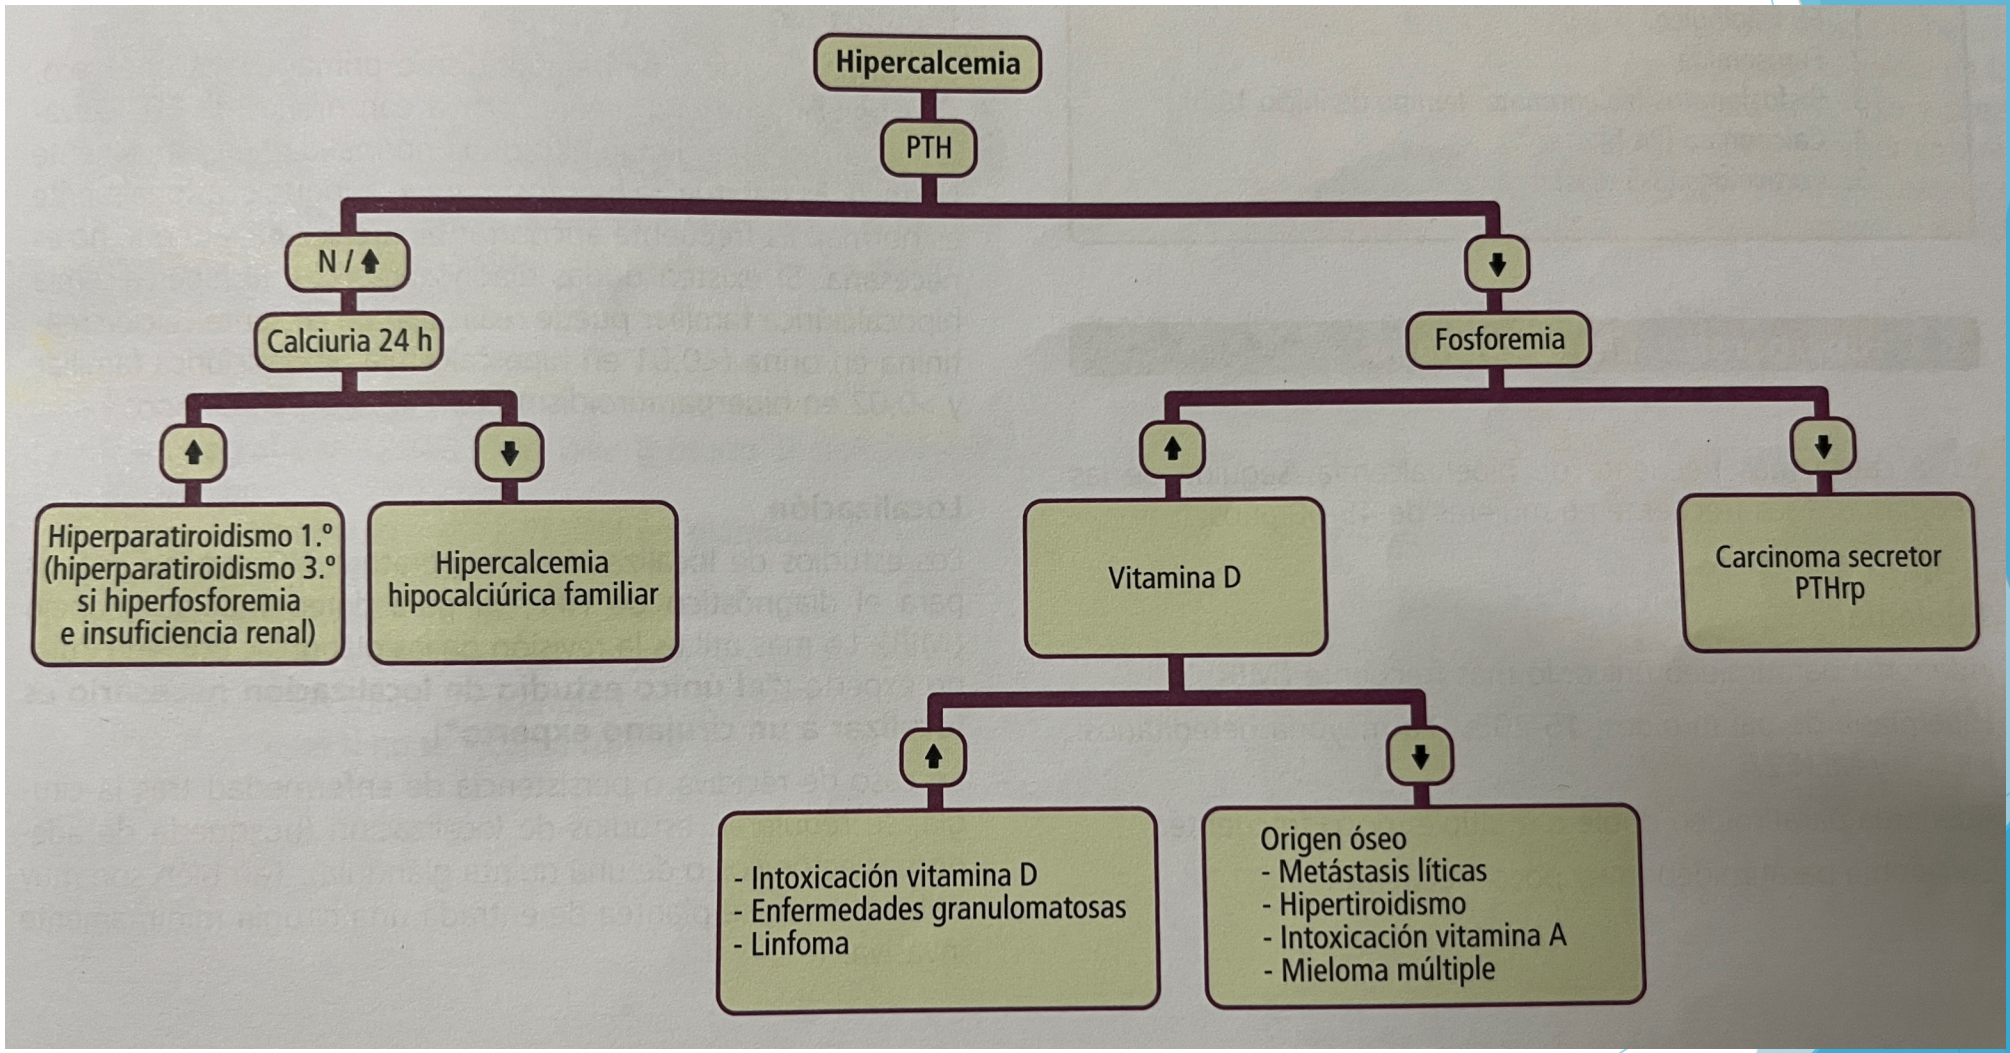 Hipercalcemia
PTH
N / ↑
↓
Calciuria 24 h
Fosforemia
↑
↓
↑
↓
Hiperparatiroidismo 1.º
(hiperparatiroidismo 3.º
si hiperfosforemia
e insuficiencia renal)
Hipercalcemia
hipocalciúrica familiar
Vitamina D
Carcinoma secretor
PTHrp
↑
↓
- Intoxicación vitamina D
- Enfermedades granulomatosas
- Linfoma
Origen óseo
- Metástasis líticas
- Hipertiroidismo
- Intoxicación vitamina A
- Mieloma múltiple